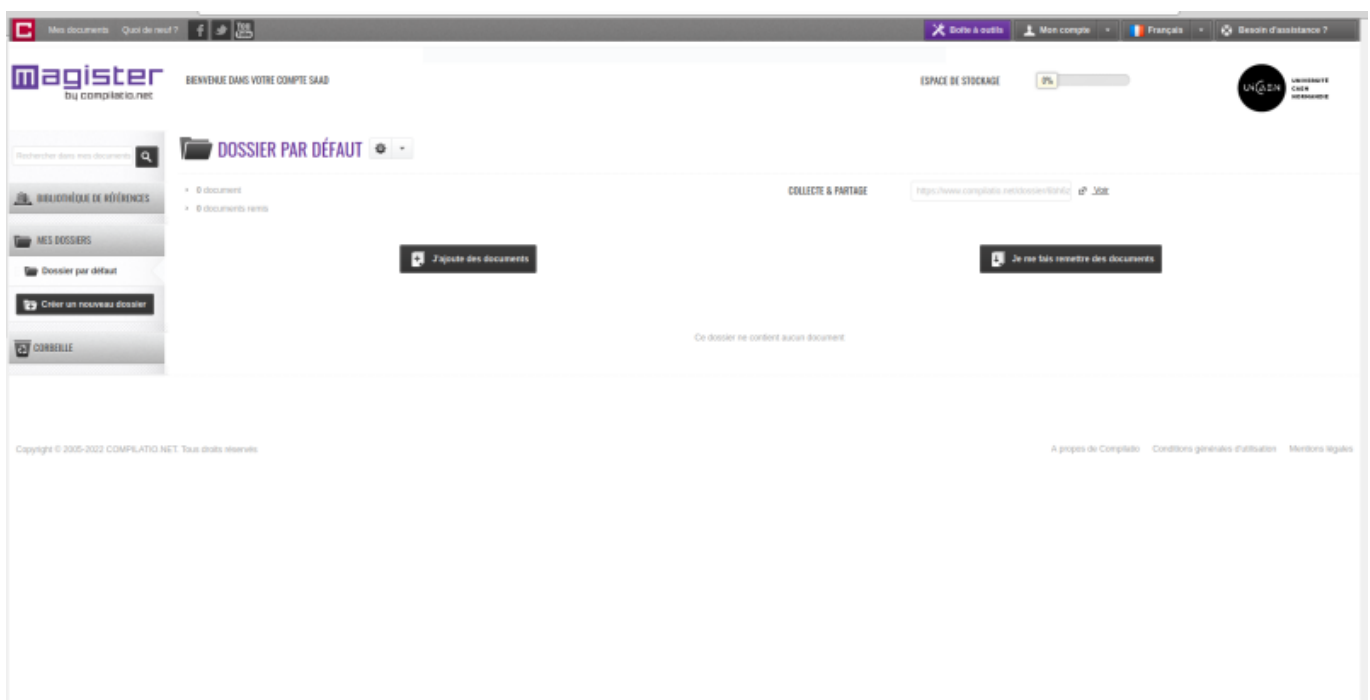 Mes documents Quoi de neuf ? Boîte à outils Mon compte Français Besoin d'assistance ?
magister
by compilatio.net
BIENVENUE DANS VOTRE COMPTE SAAD
ESPACE DE STOCKAGE 0%
UNICAEN
UNIVERSITÉ
CAEN
NORMANDIE
Rechercher dans mes documents
DOSSIER PAR DÉFAUT
BIBLIOTHÈQUE DE RÉFÉRENCES
0 document
0 documents remis
COLLECTE & PARTAGE Voir
MES DOSSIERS
Dossier par défaut
Créer un nouveau dossier
CORBEILLE
J'ajoute des documents
Je me fais remettre des documents
Ce dossier ne contient aucun document
Copyright © 2005-2022 COMPILATIO.NET. Tous droits réservés
A propos de Compilatio Conditions générales d'utilisation Mentions légales